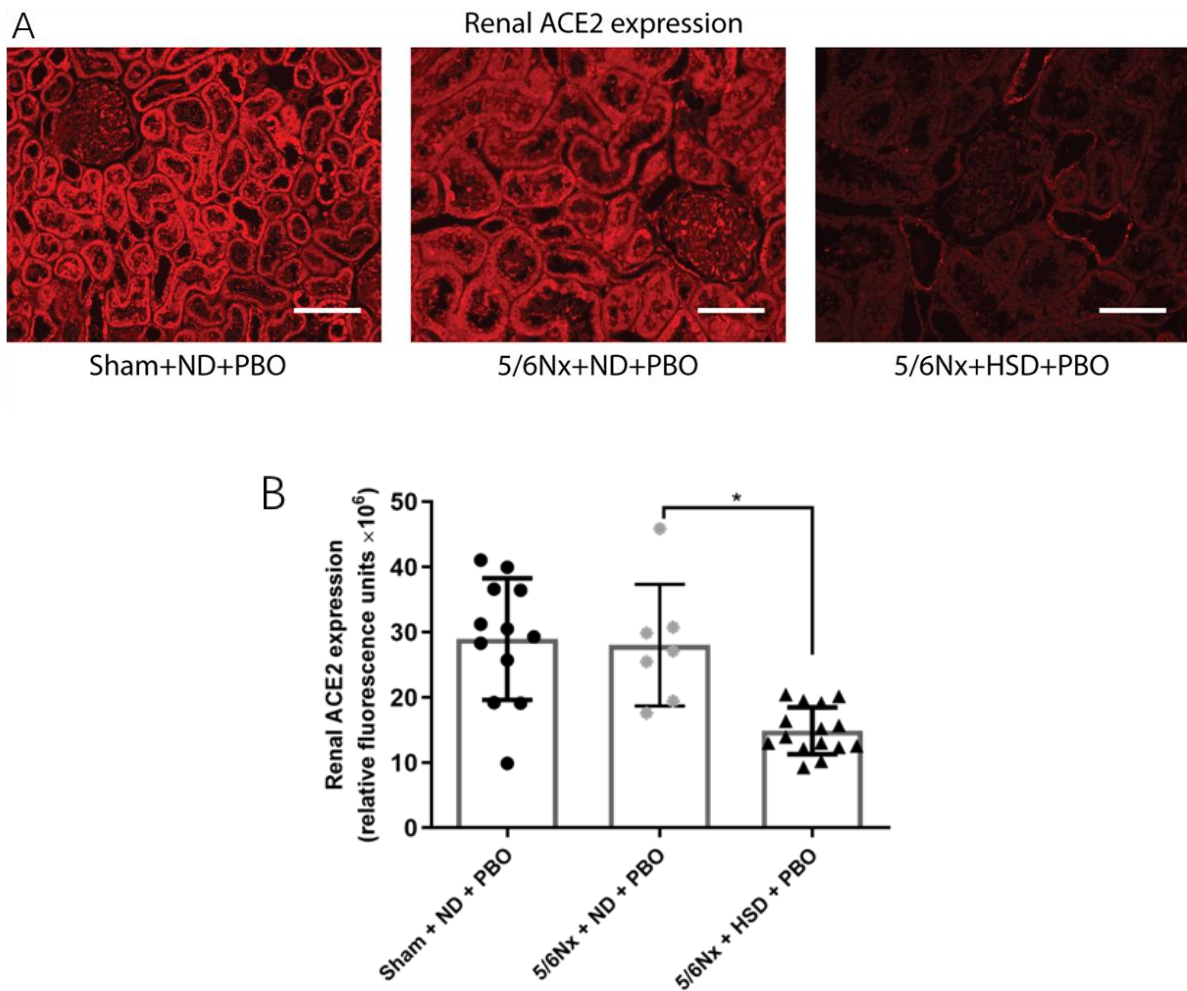 A
Renal ACE2 expression
Sham+ND+PBO
5/6Nx+ND+PBO
5/6Nx+HSD+PBO
B
Renal ACE2 expression
(relative fluorescence units ×10⁶)
50
40
30
20
10
0
*
Sham + ND + PBO
5/6Nx + ND + PBO
5/6Nx + HSD + PBO